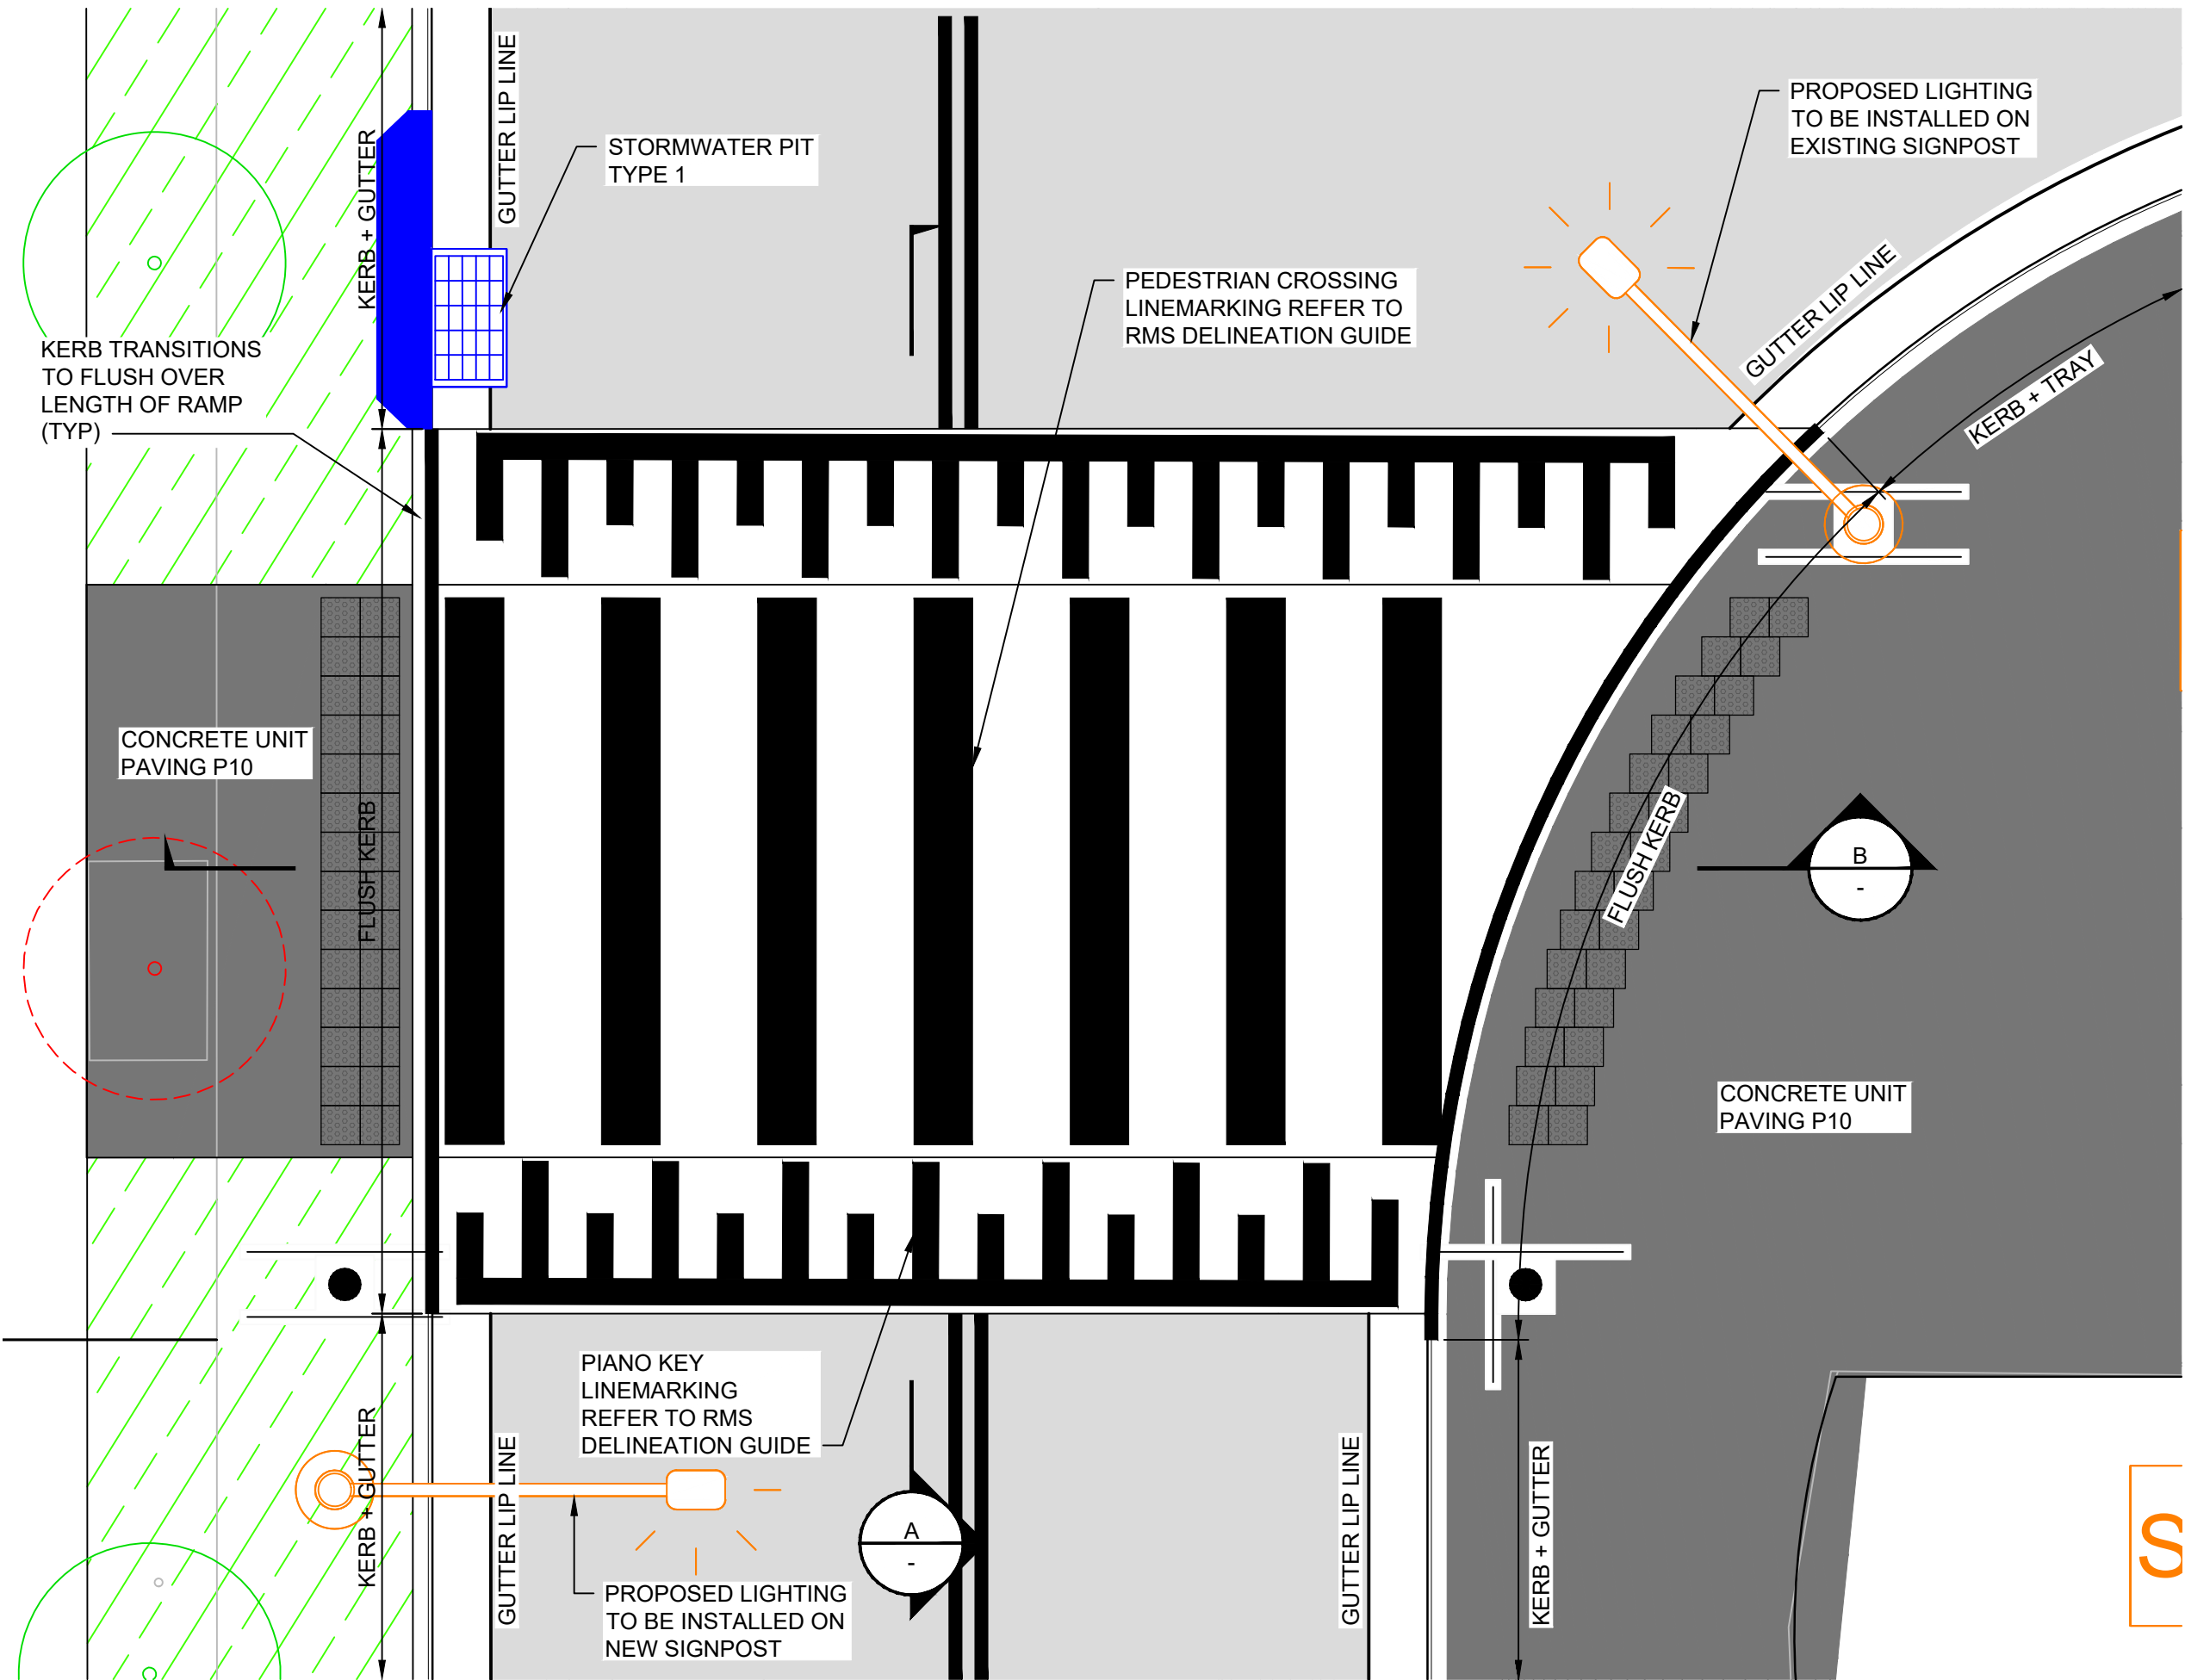 GUTTER LIP LINE
KERB + GUTTER
STORMWATER PIT
TYPE 1
PROPOSED LIGHTING
TO BE INSTALLED ON
EXISTING SIGNPOST
PEDESTRIAN CROSSING
LINEMARKING REFER TO
RMS DELINEATION GUIDE
GUTTER LIP LINE
KERB + TRAY
KERB TRANSITIONS
TO FLUSH OVER
LENGTH OF RAMP
(TYP)
CONCRETE UNIT
PAVING P10
FLUSH KERB
FLUSH KERB
B
-
CONCRETE UNIT
PAVING P10
PIANO KEY
LINEMARKING
REFER TO RMS
DELINEATION GUIDE
KERB + GUTTER
GUTTER LIP LINE
A
-
GUTTER LIP LINE
KERB + GUTTER
PROPOSED LIGHTING
TO BE INSTALLED ON
NEW SIGNPOST
S